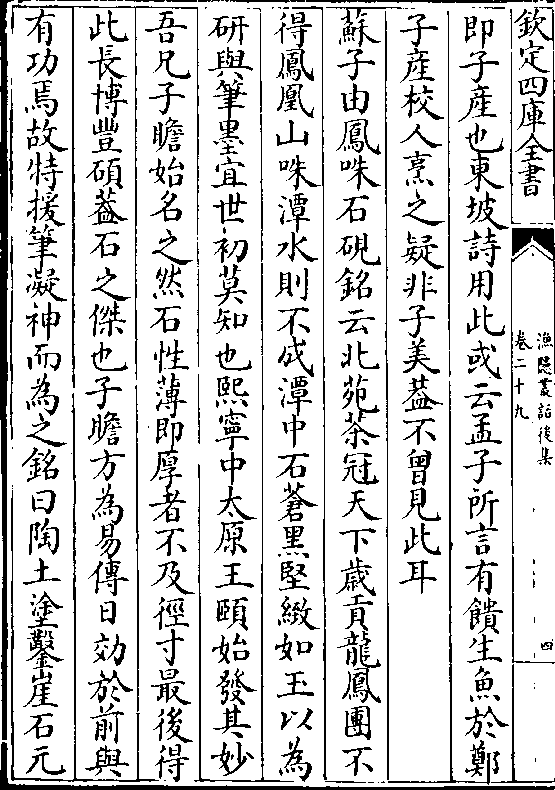 欽定四庫全書
漁隱叢話後集
卷二十九
四
即子產也東坡詩用此或云孟子所言有饋生魚於鄭
子產校人烹之疑非子美葢不曾見此耳
蘇子由鳳咮石硯銘云北苑茶冠天下歲貢龍鳳團不
得鳳凰山咮潭水則不成潭中石蒼黑堅緻如玉以為
研與筆墨宜世初莫知也熙寧中太原王頤始發其妙
吾兄子瞻始名之然石性薄即厚者不及徑寸最後得
此長博豐碩葢石之傑也子瞻方為易傳日效於前與
有功焉故特援筆凝神而為之銘曰陶土塗鑿崖石元